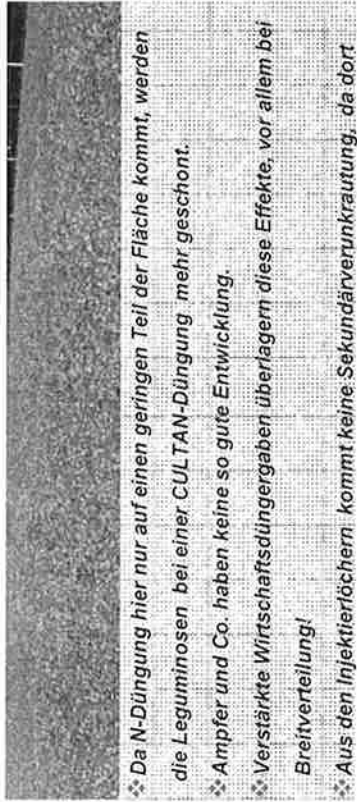 ❖ Da N-Düngung hier nur auf einen geringen Teil der Fläche kommt, werden
die Leguminosen bei einer CULTAN-Düngung mehr geschont.
❖ Ampfer und Co. haben keine so gute Entwicklung.
❖ Verstärkte Wirtschaftsdüngergaben überlagern diese Effekte, vor allem bei
Breitverteilung!
❖ Aus den Injektierlöchern kommt keine Sekundärverunkrautung, da dort